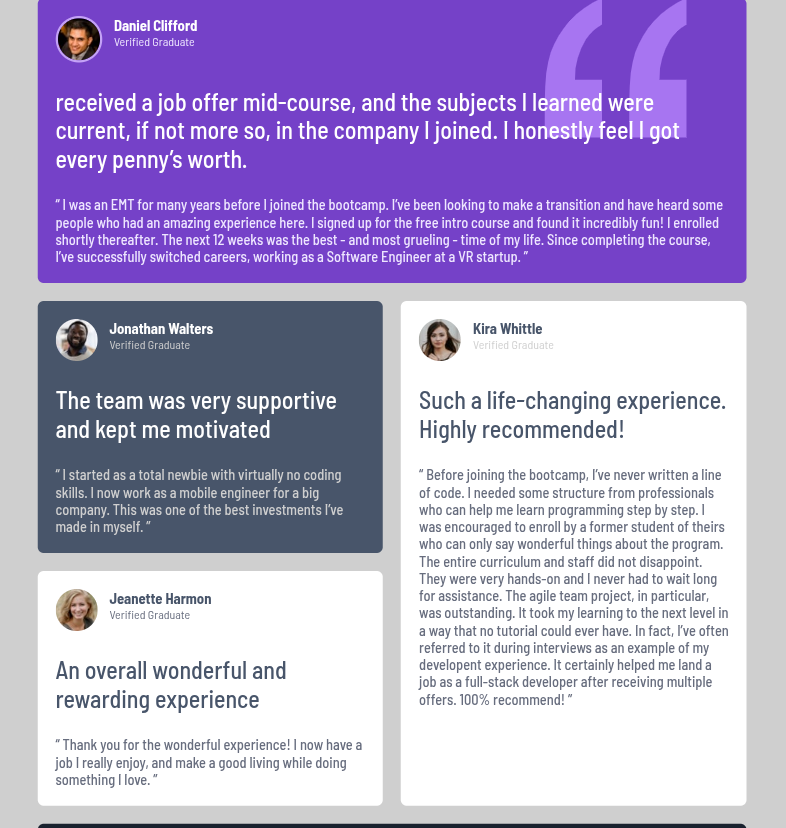 Daniel Clifford
Verified Graduate
received a job offer mid-course, and the subjects I learned were
current, if not more so, in the company I joined. I honestly feel I got
every penny’s worth.
“ I was an EMT for many years before I joined the bootcamp. I’ve been looking to make a transition and have heard some
people who had an amazing experience here. I signed up for the free intro course and found it incredibly fun! I enrolled
shortly thereafter. The next 12 weeks was the best - and most grueling - time of my life. Since completing the course,
I’ve successfully switched careers, working as a Software Engineer at a VR startup. ”
Jonathan Walters
Verified Graduate
The team was very supportive
and kept me motivated
“ I started as a total newbie with virtually no coding
skills. I now work as a mobile engineer for a big
company. This was one of the best investments I’ve
made in myself. ”
Kira Whittle
Verified Graduate
Such a life-changing experience.
Highly recommended!
“ Before joining the bootcamp, I’ve never written a line
of code. I needed some structure from professionals
who can help me learn programming step by step. I
was encouraged to enroll by a former student of theirs
who can only say wonderful things about the program.
The entire curriculum and staff did not disappoint.
They were very hands-on and I never had to wait long
for assistance. The agile team project, in particular,
was outstanding. It took my learning to the next level in
a way that no tutorial could ever have. In fact, I’ve often
referred to it during interviews as an example of my
developent experience. It certainly helped me land a
job as a full-stack developer after receiving multiple
offers. 100% recommend! ”
Jeanette Harmon
Verified Graduate
An overall wonderful and
rewarding experience
“ Thank you for the wonderful experience! I now have a
job I really enjoy, and make a good living while doing
something I love. ”